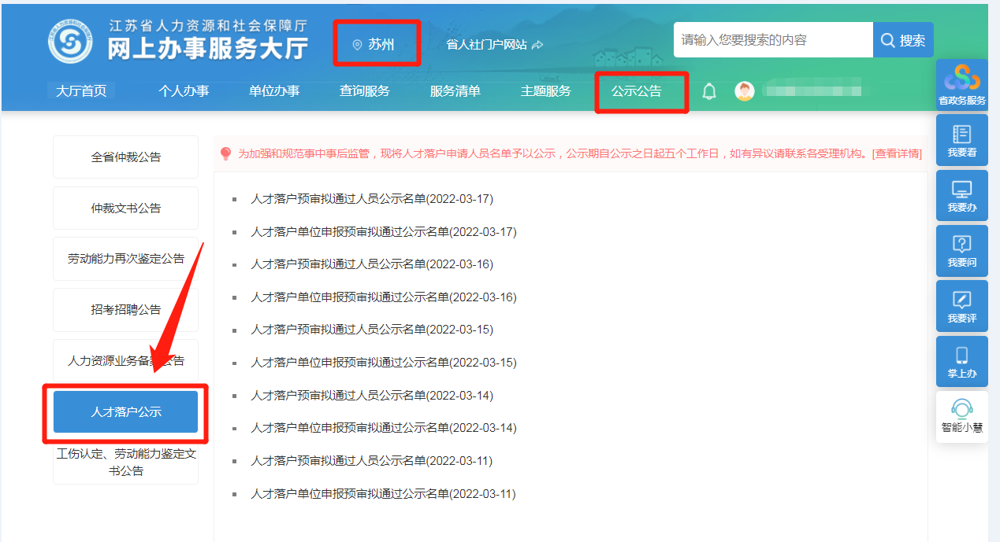 江苏省人力资源和社会保障厅
网上办事服务大厅
苏州
省人社门户网站
请输入您要搜索的内容
搜索
大厅首页
个人办事
单位办事
查询服务
服务清单
主题服务
公示公告
省政务服务
我要看
我要办
我要问
我要评
掌上办
智能小慧
全省仲裁公告
仲裁文书公告
劳动能力再次鉴定公告
招考招聘公告
人力资源业务备案公告
人才落户公示
工伤认定、劳动能力鉴定文
书公告
为加强和规范事中事后监管，现将人才落户申请人员名单予以公示，公示期自公示之日起五个工作日，如有异议请联系各受理机构。[查看详情]
人才落户预审拟通过人员公示名单(2022-03-17)
人才落户单位申报预审拟通过公示名单(2022-03-17)
人才落户预审拟通过人员公示名单(2022-03-16)
人才落户单位申报预审拟通过公示名单(2022-03-16)
人才落户预审拟通过人员公示名单(2022-03-15)
人才落户单位申报预审拟通过公示名单(2022-03-15)
人才落户预审拟通过人员公示名单(2022-03-14)
人才落户单位申报预审拟通过公示名单(2022-03-14)
人才落户预审拟通过人员公示名单(2022-03-11)
人才落户单位申报预审拟通过公示名单(2022-03-11)